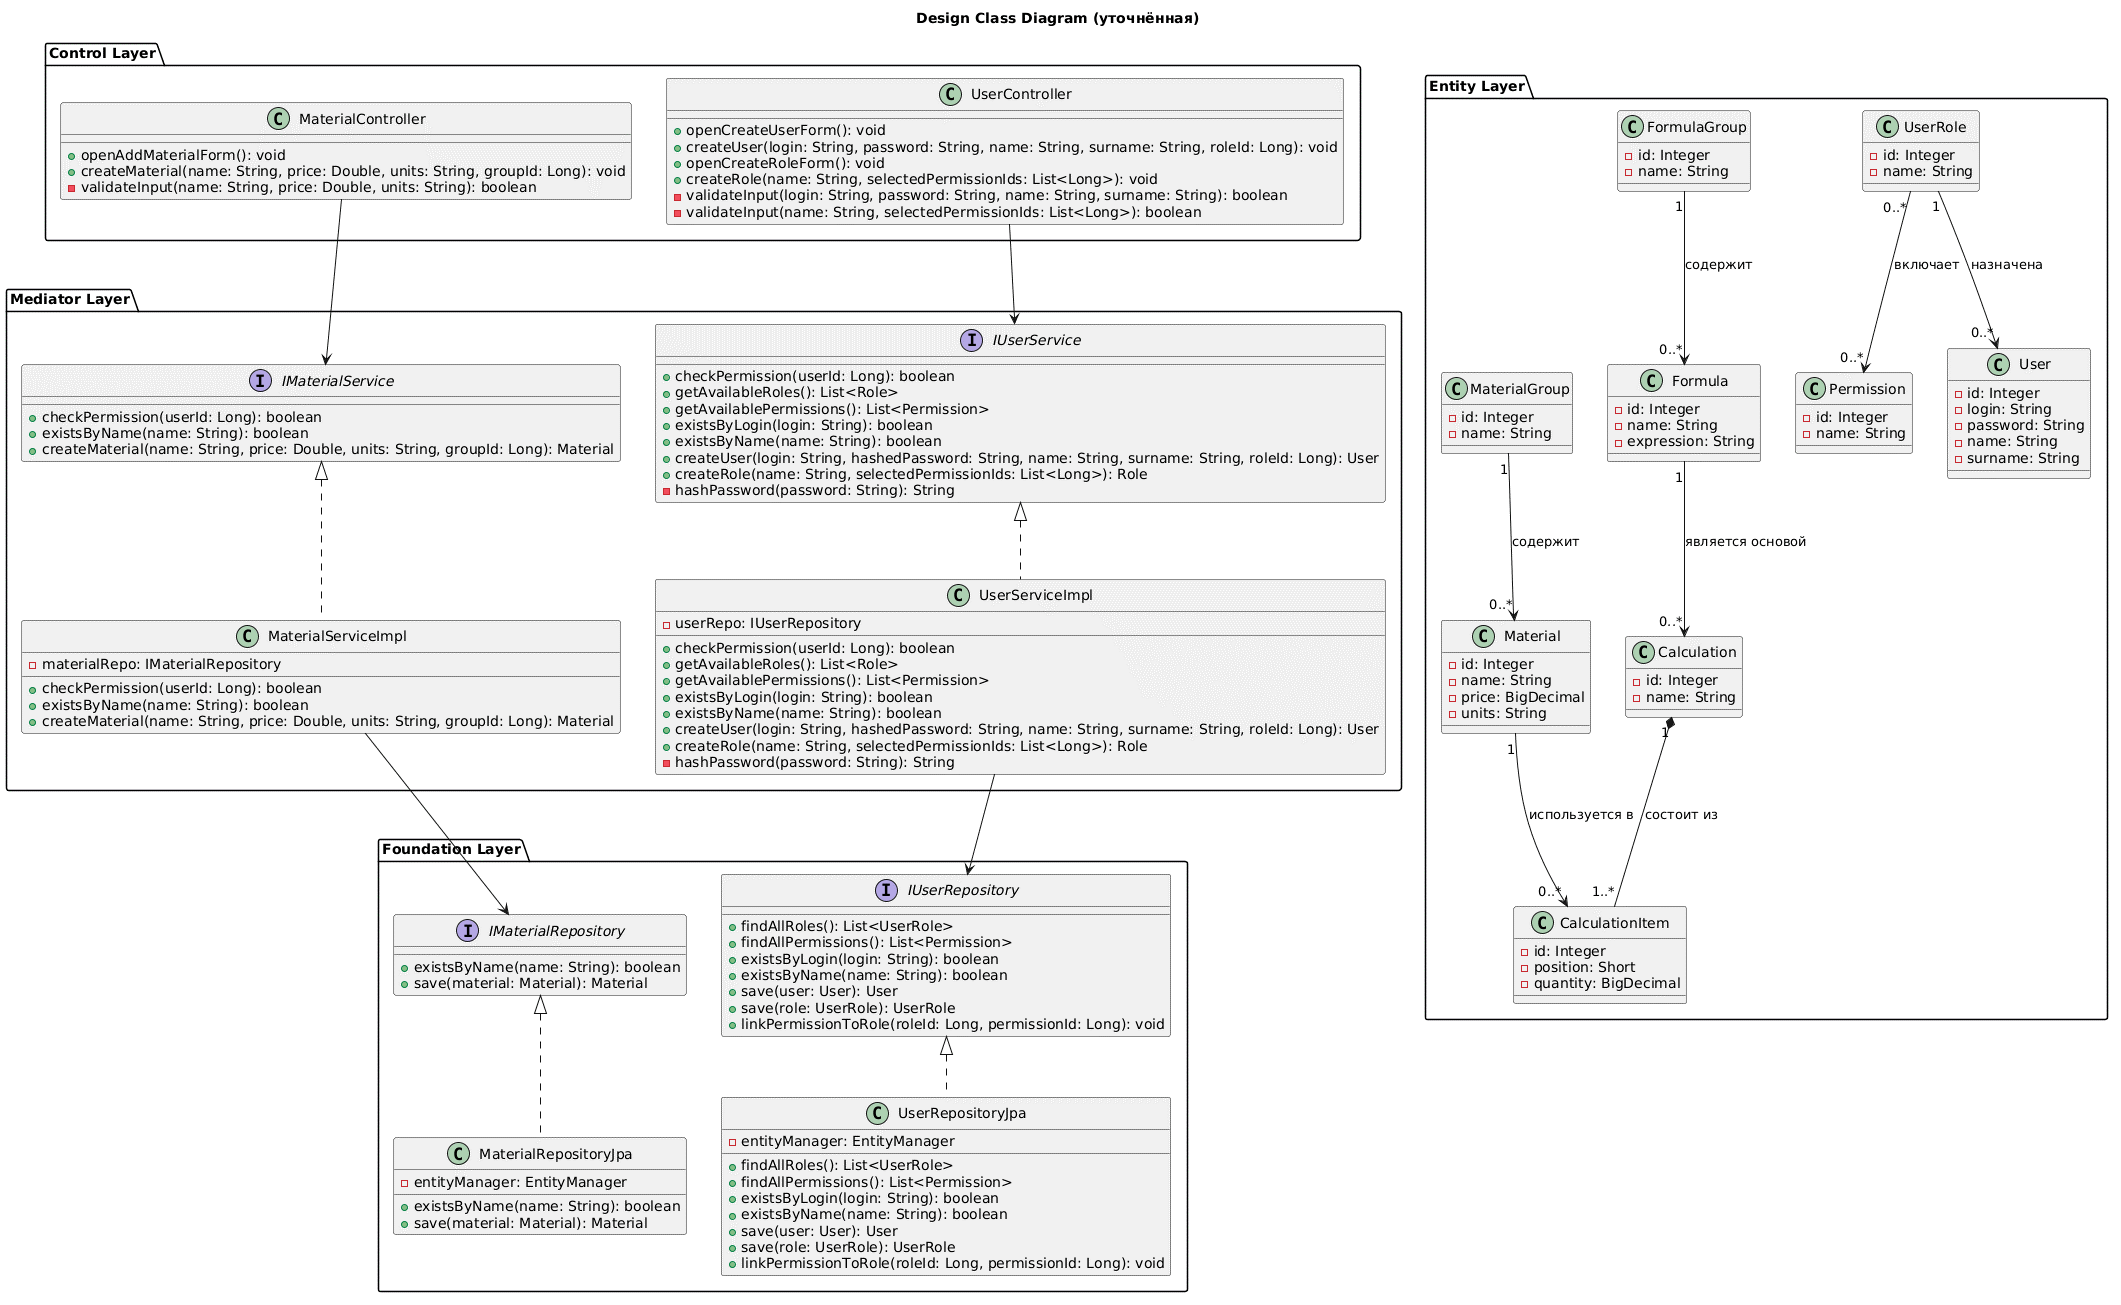 Design Class Diagram (уточнённая)
Control Layer
MaterialController
openAddMaterialForm(): void
createMaterial(name: String, price: Double, units: String, groupId: Long): void
validateInput(name: String, price: Double, units: String): boolean
UserController
openCreateUserForm(): void
createUser(login: String, password: String, name: String, surname: String, roleId: Long): void
openCreateRoleForm(): void
createRole(name: String, selectedPermissionIds: List<Long>): void
validateInput(login: String, password: String, name: String, surname: String): boolean
validateInput(name: String, selectedPermissionIds: List<Long>): boolean
Mediator Layer
IMaterialService
checkPermission(userId: Long): boolean
existsByName(name: String): boolean
createMaterial(name: String, price: Double, units: String, groupId: Long): Material
IUserService
checkPermission(userId: Long): boolean
getAvailableRoles(): List<Role>
getAvailablePermissions(): List<Permission>
existsByLogin(login: String): boolean
existsByName(name: String): boolean
createUser(login: String, hashedPassword: String, name: String, surname: String, roleId: Long): User
createRole(name: String, selectedPermissionIds: List<Long>): Role
hashPassword(password: String): String
MaterialServiceImpl
materialRepo: IMaterialRepository
checkPermission(userId: Long): boolean
existsByName(name: String): boolean
createMaterial(name: String, price: Double, units: String, groupId: Long): Material
UserServiceImpl
userRepo: IUserRepository
checkPermission(userId: Long): boolean
getAvailableRoles(): List<Role>
getAvailablePermissions(): List<Permission>
existsByLogin(login: String): boolean
existsByName(name: String): boolean
createUser(login: String, hashedPassword: String, name: String, surname: String, roleId: Long): User
createRole(name: String, selectedPermissionIds: List<Long>): Role
hashPassword(password: String): String
Foundation Layer
IMaterialRepository
existsByName(name: String): boolean
save(material: Material): Material
IUserRepository
findAllRoles(): List<UserRole>
findAllPermissions(): List<Permission>
existsByLogin(login: String): boolean
existsByName(name: String): boolean
save(user: User): User
save(role: UserRole): UserRole
linkPermissionToRole(roleId: Long, permissionId: Long): void
MaterialRepositoryJpa
entityManager: EntityManager
existsByName(name: String): boolean
save(material: Material): Material
UserRepositoryJpa
entityManager: EntityManager
findAllRoles(): List<UserRole>
findAllPermissions(): List<Permission>
existsByLogin(login: String): boolean
existsByName(name: String): boolean
save(user: User): User
save(role: UserRole): UserRole
linkPermissionToRole(roleId: Long, permissionId: Long): void
Entity Layer
FormulaGroup
id: Integer
name: String
UserRole
id: Integer
name: String
1
0..*
1
содержит
включает
назначена
0..*
0..*
0..*
MaterialGroup
id: Integer
name: String
Formula
id: Integer
name: String
expression: String
Permission
id: Integer
name: String
User
id: Integer
login: String
password: String
name: String
surname: String
1
1
содержит
является основой
0..*
0..*
Material
id: Integer
name: String
price: BigDecimal
units: String
Calculation
id: Integer
name: String
1
1
используется в
состоит из
0..*
1..*
CalculationItem
id: Integer
position: Short
quantity: BigDecimal